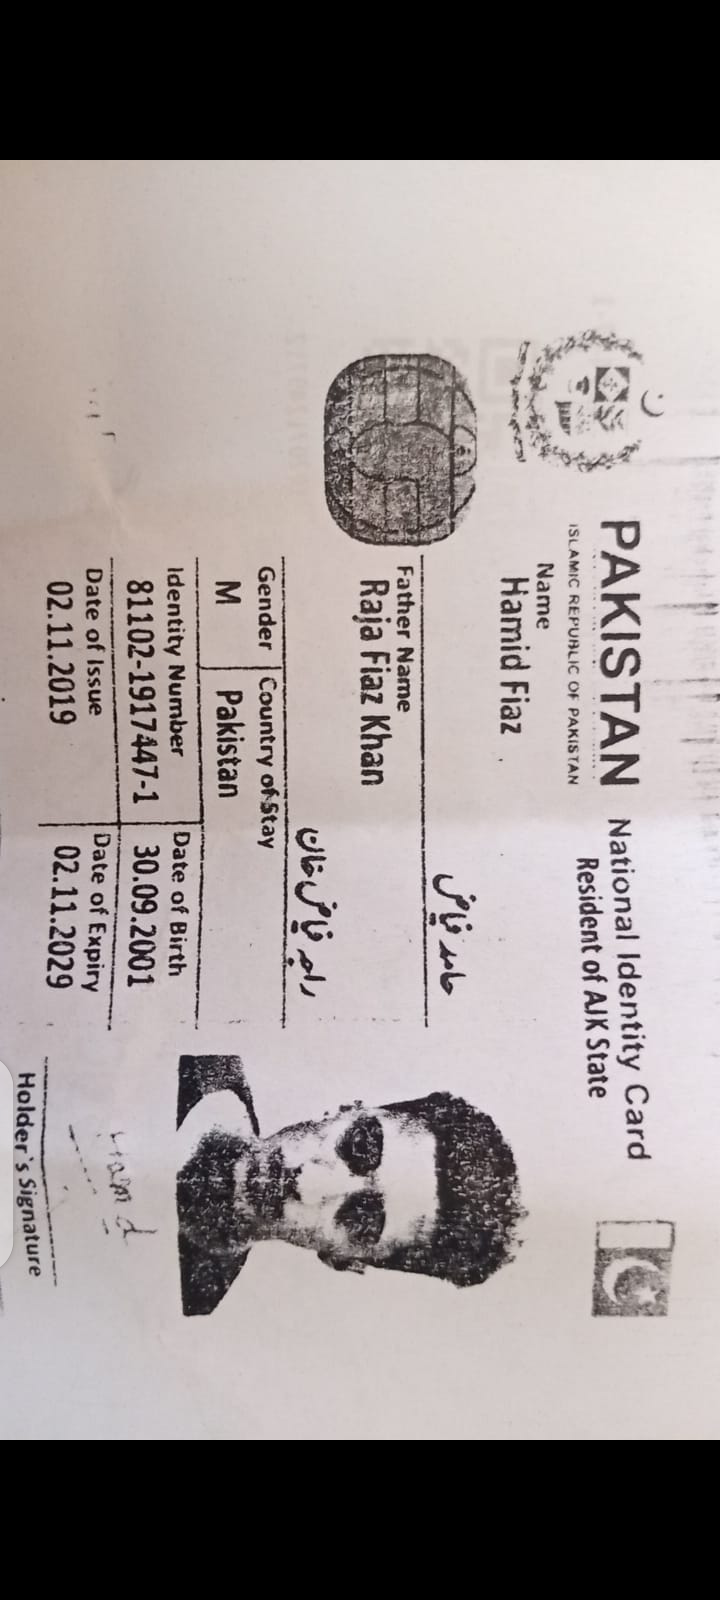 PAKISTAN National Identity Card
ISLAMIC REPUBLIC OF PAKISTAN Resident of AJK State
Name
Hamid Fiaz
حامد فیاض
Father Name
Raja Fiaz Khan
راجہ فیاض خان
Gender Country of Stay
M Pakistan
Identity Number Date of Birth
81102-1917447-1 30.09.2001
Date of Issue Date of Expiry
02.11.2019 02.11.2029
Hamid
Holder's Signature